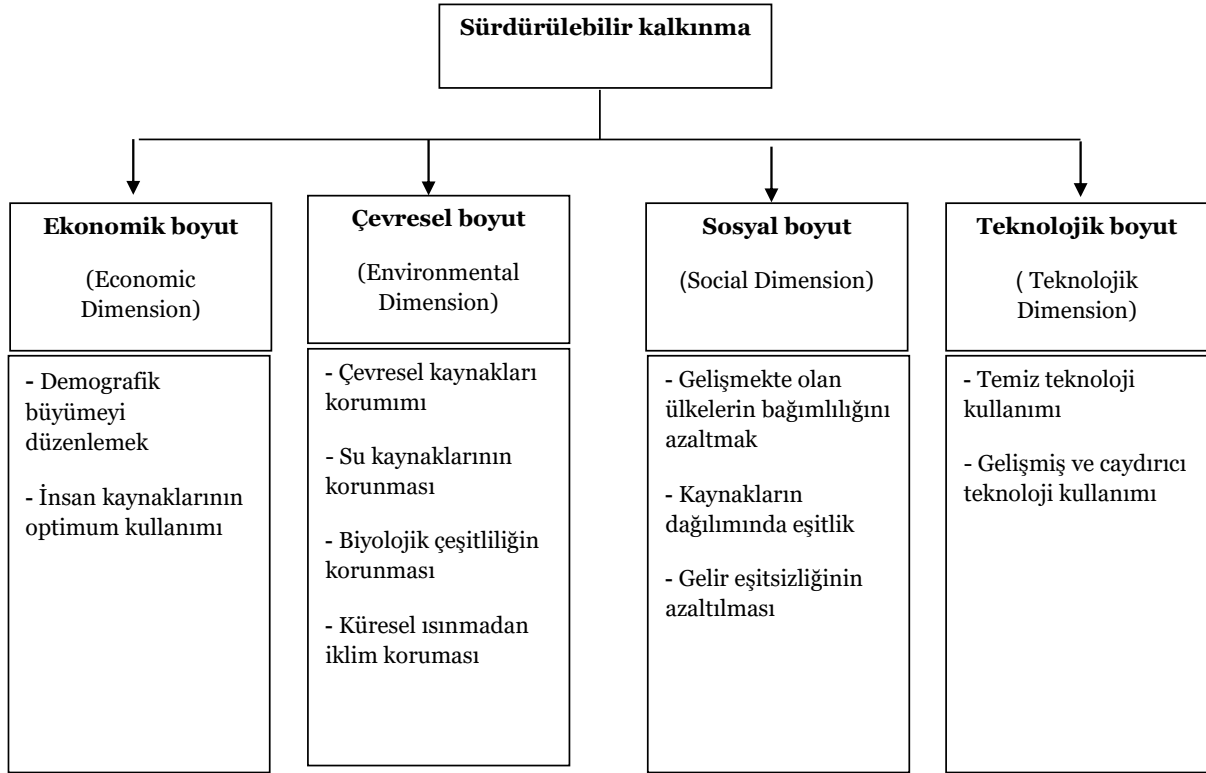 Sürdürülebilir kalkınma
Ekonomik boyut
(Economic
Dimension)
- Demografik
büyümeyi
düzenlemek
- İnsan kaynaklarının
optimum kullanımı
Çevresel boyut
(Environmental
Dimension)
- Çevresel kaynakları
korumımı
- Su kaynaklarının
korunması
- Biyolojik çeşitliliğin
korunması
- Küresel ısınmadan
iklim koruması
Sosyal boyut
(Social Dimension)
- Gelişmekte olan
ülkelerin bağımlılığını
azaltmak
- Kaynakların
dağılımında eşitlik
- Gelir eşitsizliğinin
azaltılması
Teknolojik boyut
( Teknolojik
Dimension)
- Temiz teknoloji
kullanımı
- Gelişmiş ve caydırıcı
teknoloji kullanımı